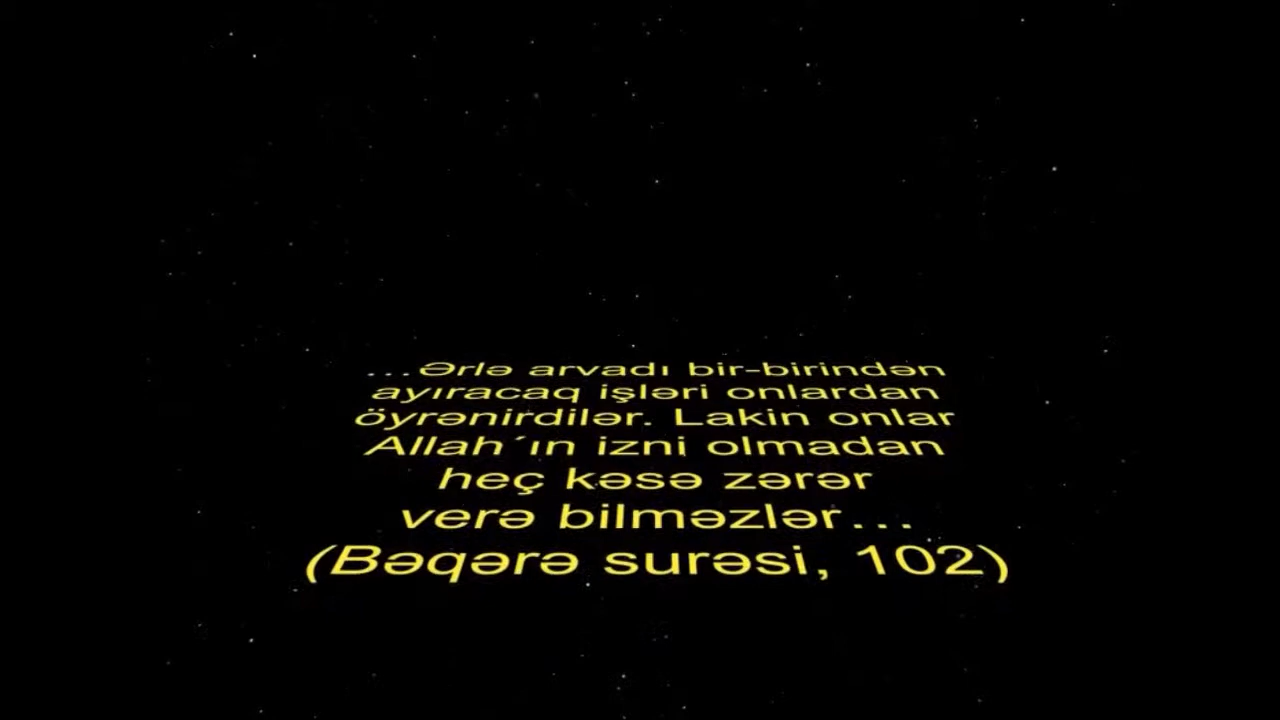 ...Ərlə arvadı bir-birindən
ayıracaq işləri onlardan
öyrənirdilər. Lakin onlar
Allah´ın izni olmadan
heç kəsə zərər
verə bilməzlər...
(Bəqərə surəsi, 102)